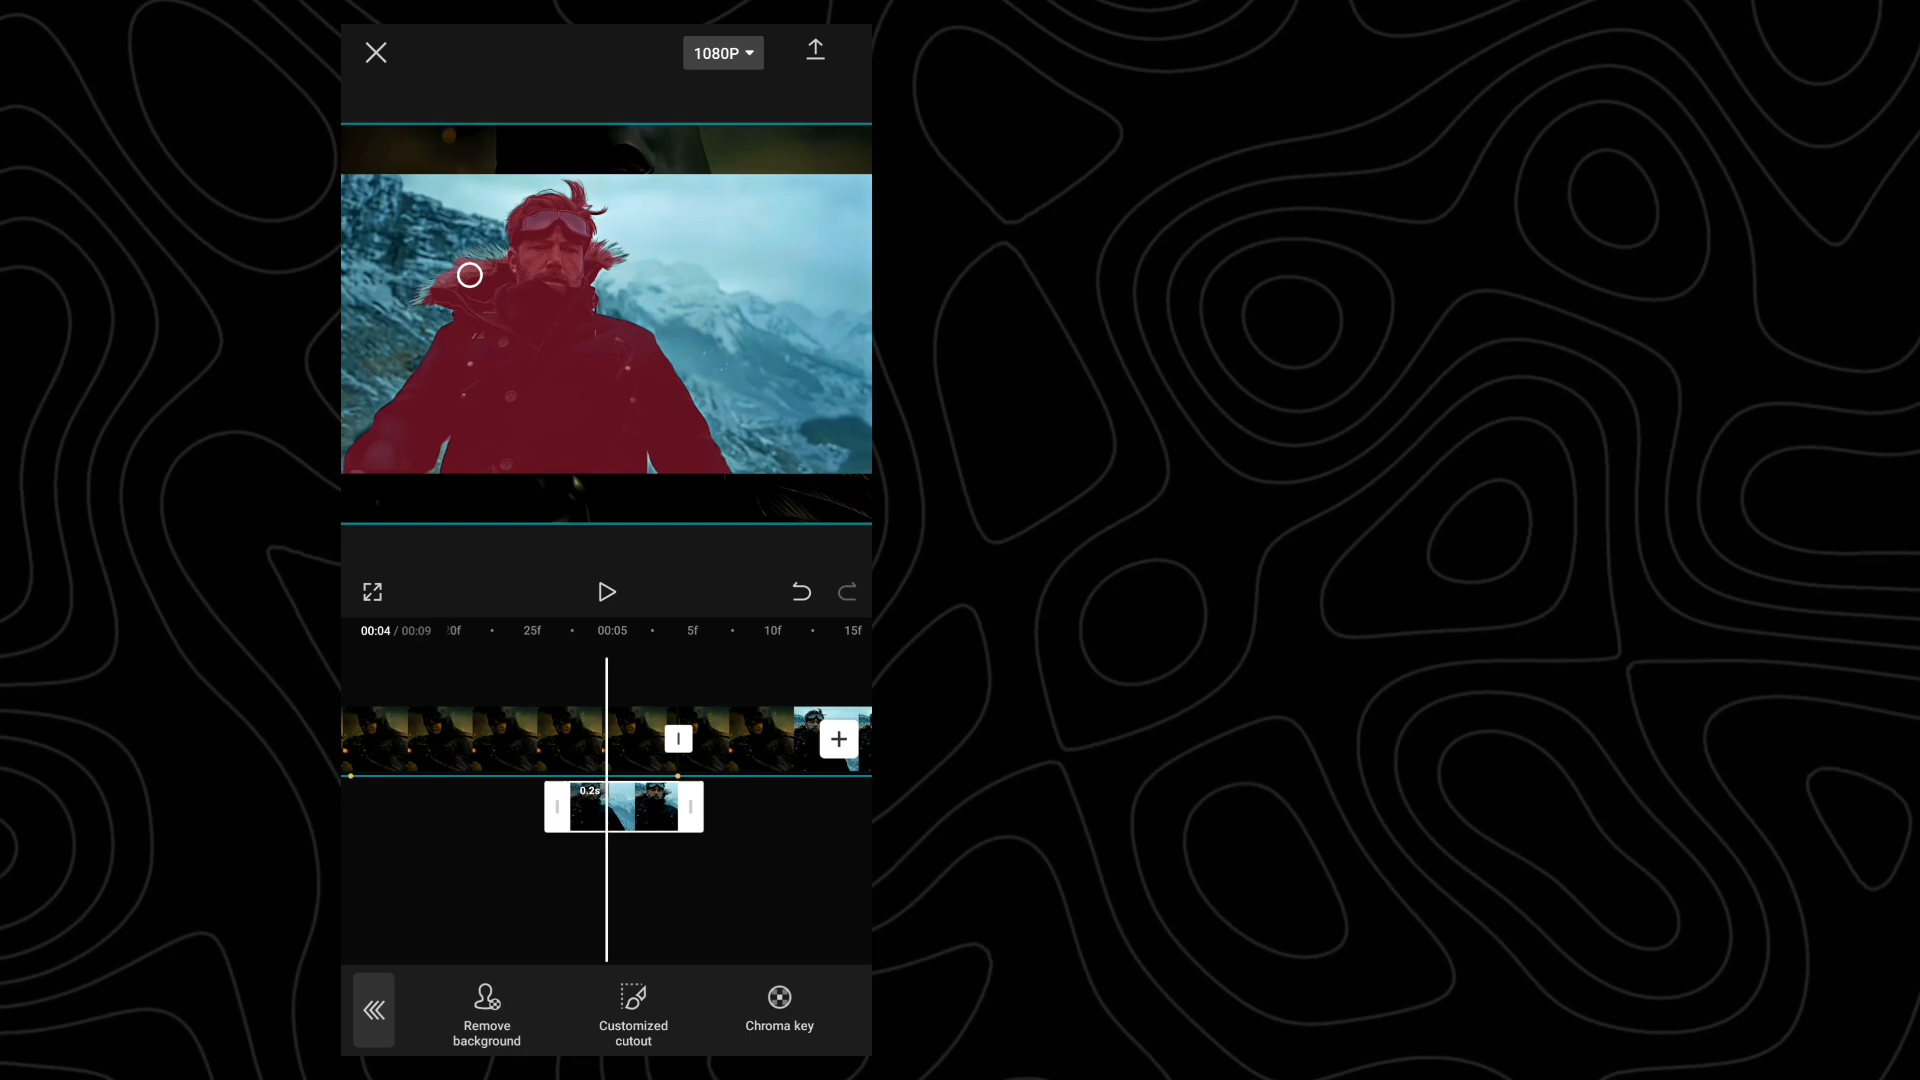 1080P
00:04 / 00:09 20f 25f 00:05 5f 10f 15f
0.2s
Remove
background
Customized
cutout
Chroma key